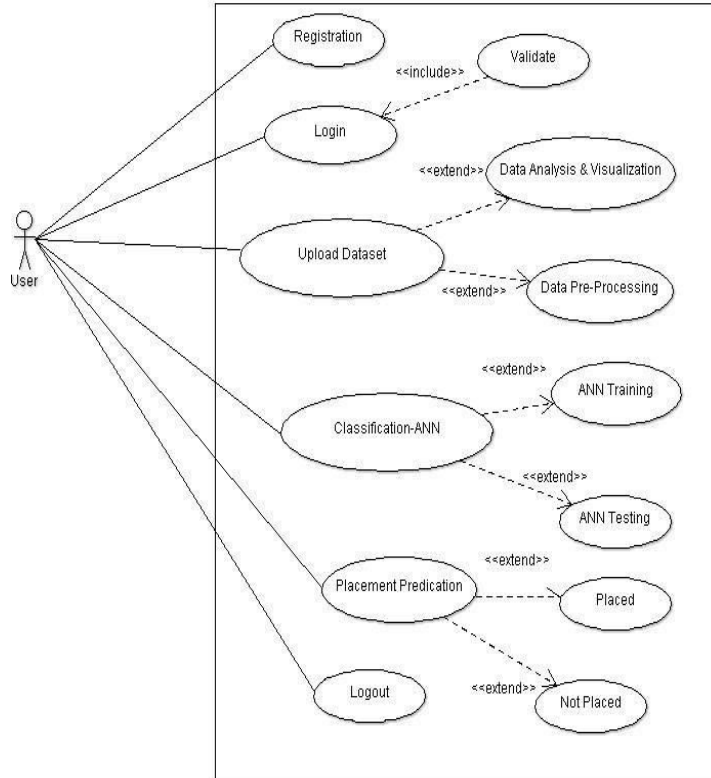 Registration
Validate
<<include>>
Login
<<extend>>
Data Analysis & Visualization
Upload Dataset
User
<<extend>>
Data Pre-Processing
<<extend>>
ANN Training
Classification-ANN
<<extend>>
ANN Testing
<<extend>>
Placement Predication
Placed
Logout
<<extend>>
Not Placed